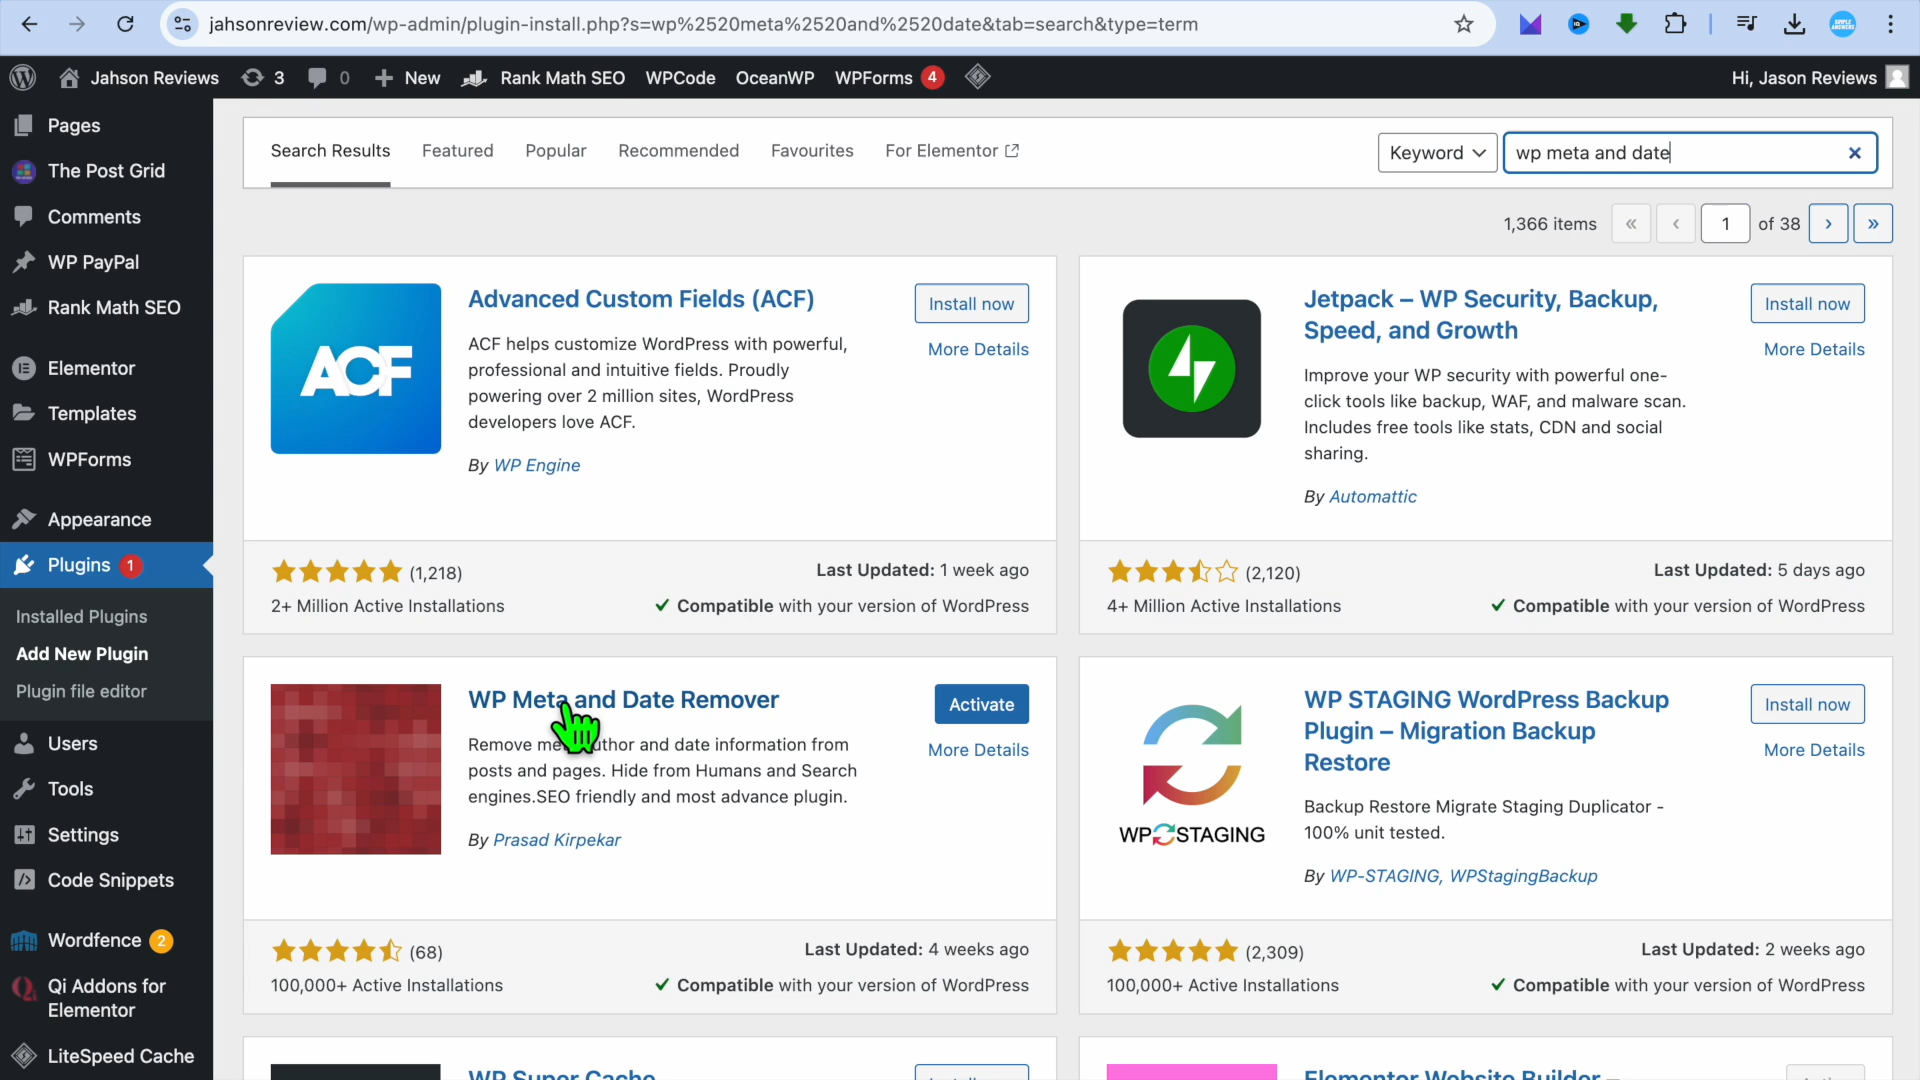 jahsonreview.com/wp-admin/plugin-install.php?s=wp%2520meta%2520and%2520date&tab=search&type=term
Jahson Reviews
3
0
New
Rank Math SEO
WPCode
OceanWP
WPForms 4
Hi, Jason Reviews
Pages
The Post Grid
Comments
WP PayPal
Rank Math SEO
Elementor
Templates
WPForms
Appearance
Plugins 1
Installed Plugins
Add New Plugin
Plugin file editor
Users
Tools
Settings
Code Snippets
Wordfence 2
Qi Addons for
Elementor
LiteSpeed Cache
Search Results
Featured
Popular
Recommended
Favourites
For Elementor
Keyword
wp meta and date
1,366 items
«
‹
1
of 38
›
»
ACF
Advanced Custom Fields (ACF)
Install now
More Details
ACF helps customize WordPress with powerful,
professional and intuitive fields. Proudly
powering over 2 million sites, WordPress
developers love ACF.
By WP Engine
(1,218)
2+ Million Active Installations
Last Updated: 1 week ago
Compatible with your version of WordPress
Jetpack – WP Security, Backup,
Speed, and Growth
Install now
More Details
Improve your WP security with powerful one-
click tools like backup, WAF, and malware scan.
Includes free tools like stats, CDN and social
sharing.
By Automattic
(2,120)
4+ Million Active Installations
Last Updated: 5 days ago
Compatible with your version of WordPress
WP Meta and Date Remover
Activate
More Details
Remove me uthor and date information from
posts and pages. Hide from Humans and Search
engines.SEO friendly and most advance plugin.
By Prasad Kirpekar
(68)
100,000+ Active Installations
Last Updated: 4 weeks ago
Compatible with your version of WordPress
WP STAGING
WP STAGING WordPress Backup
Plugin – Migration Backup
Restore
Install now
More Details
Backup Restore Migrate Staging Duplicator -
100% unit tested.
By WP-STAGING, WPStagingBackup
(2,309)
100,000+ Active Installations
Last Updated: 2 weeks ago
Compatible with your version of WordPress
WP Super Cache
Elementor Website Builder –